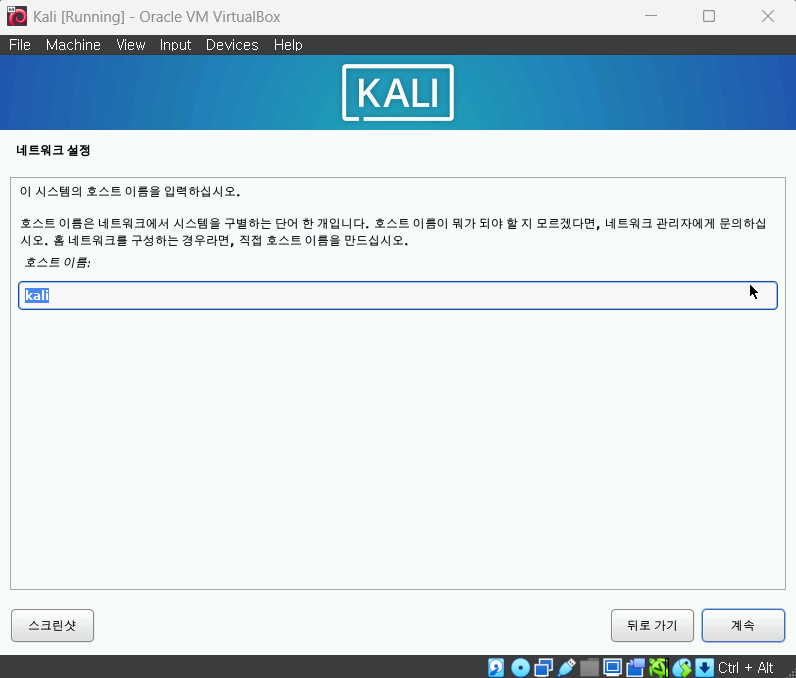 Kali [Running] - Oracle VM VirtualBox
File Machine View Input Devices Help
KALI
네트워크 설정
이 시스템의 호스트 이름을 입력하십시오.
호스트 이름은 네트워크에서 시스템을 구별하는 단어 한 개입니다. 호스트 이름이 뭐가 되야 할 지 모르겠다면, 네트워크 관리자에게 문의하십
시오. 홈 네트워크를 구성하는 경우라면, 직접 호스트 이름을 만드십시오.
호스트 이름:
kali
스크린샷 뒤로 가기 계속
Ctrl + Alt